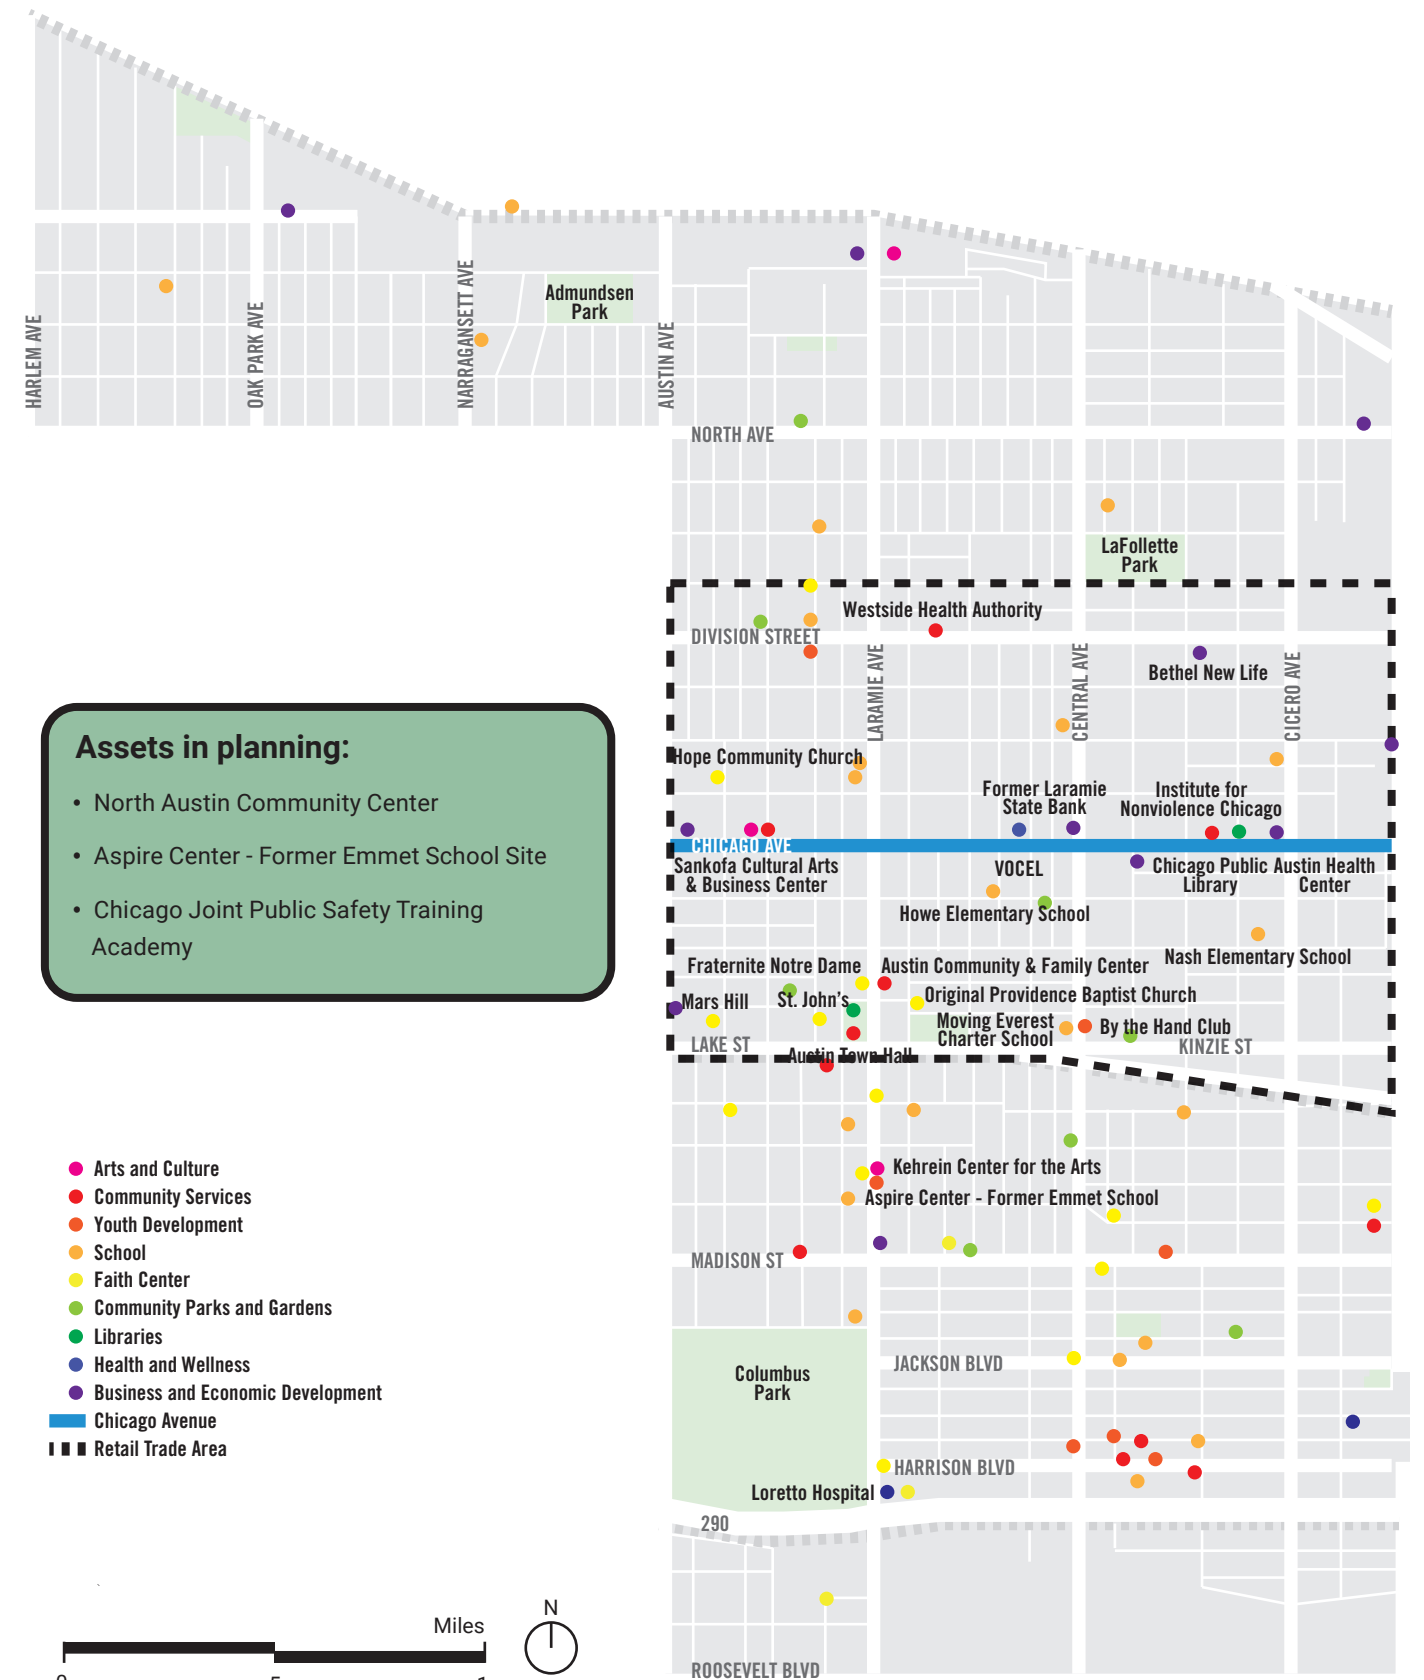 Admundsen
Park
HARLEM AVE
OAK PARK AVE
NARRAGANSETT AVE
AUSTIN AVE
NORTH AVE
LaFollette
Park
Westside Health Authority
DIVISION STREET
LARAMIE AVE
CENTRAL AVE
Bethel New Life
CICERO AVE
Assets in planning:
• North Austin Community Center
• Aspire Center - Former Emmet School Site
• Chicago Joint Public Safety Training
Academy
Hope Community Church
Former Laramie
State Bank
Institute for
Nonviolence Chicago
CHICAGO AVE
Sankofa Cultural Arts
& Business Center
VOCEL
Chicago Public
Library
Austin Health
Center
Howe Elementary School
Nash Elementary School
Fraternite Notre Dame
Austin Community & Family Center
Mars Hill
St. John's
Original Providence Baptist Church
Moving Everest
Charter School
By the Hand Club
LAKE ST
KINZIE ST
Austin Town Hall
Kehrein Center for the Arts
Aspire Center - Former Emmet School
MADISON ST
Columbus
Park
JACKSON BLVD
HARRISON BLVD
Loretto Hospital
290
ROOSEVELT BLVD
Arts and Culture
Community Services
Youth Development
School
Faith Center
Community Parks and Gardens
Libraries
Health and Wellness
Business and Economic Development
Chicago Avenue
Retail Trade Area
Miles
N